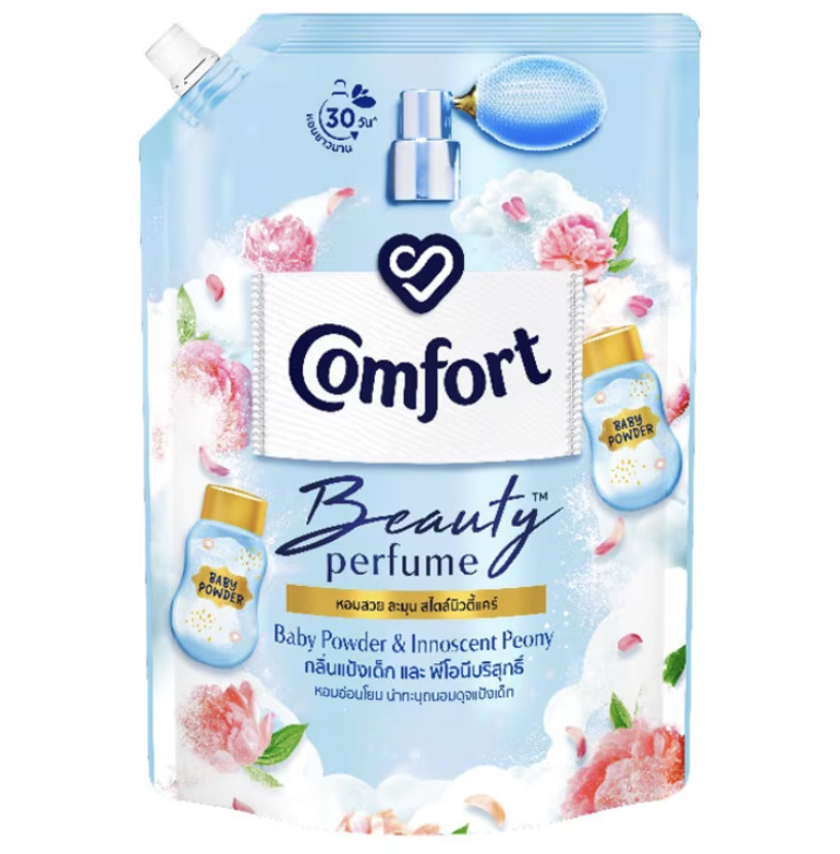 30 วัน^
หอมยาวนาน
Comfort
Beauty™
perfume
หอมสวย ละมุน สไตล์บิวตี้แคร์
Baby Powder & Innoscent Peony
กลิ่นแป้งเด็ก และ พีโอนีบริสุทธิ์
หอมอ่อนโยน น่าทะนุถนอมดุจแป้งเด็ก
BABY
POWDER
BABY
POWDER